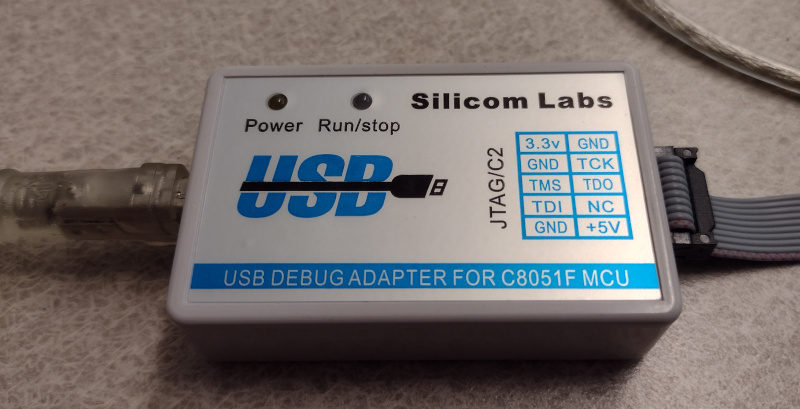 Silicom Labs
Power Run/stop
USB
JTAG/C2
3.3v GND
GND TCK
TMS TDO
TDI NC
GND +5V
USB DEBUG ADAPTER FOR C8051F MCU